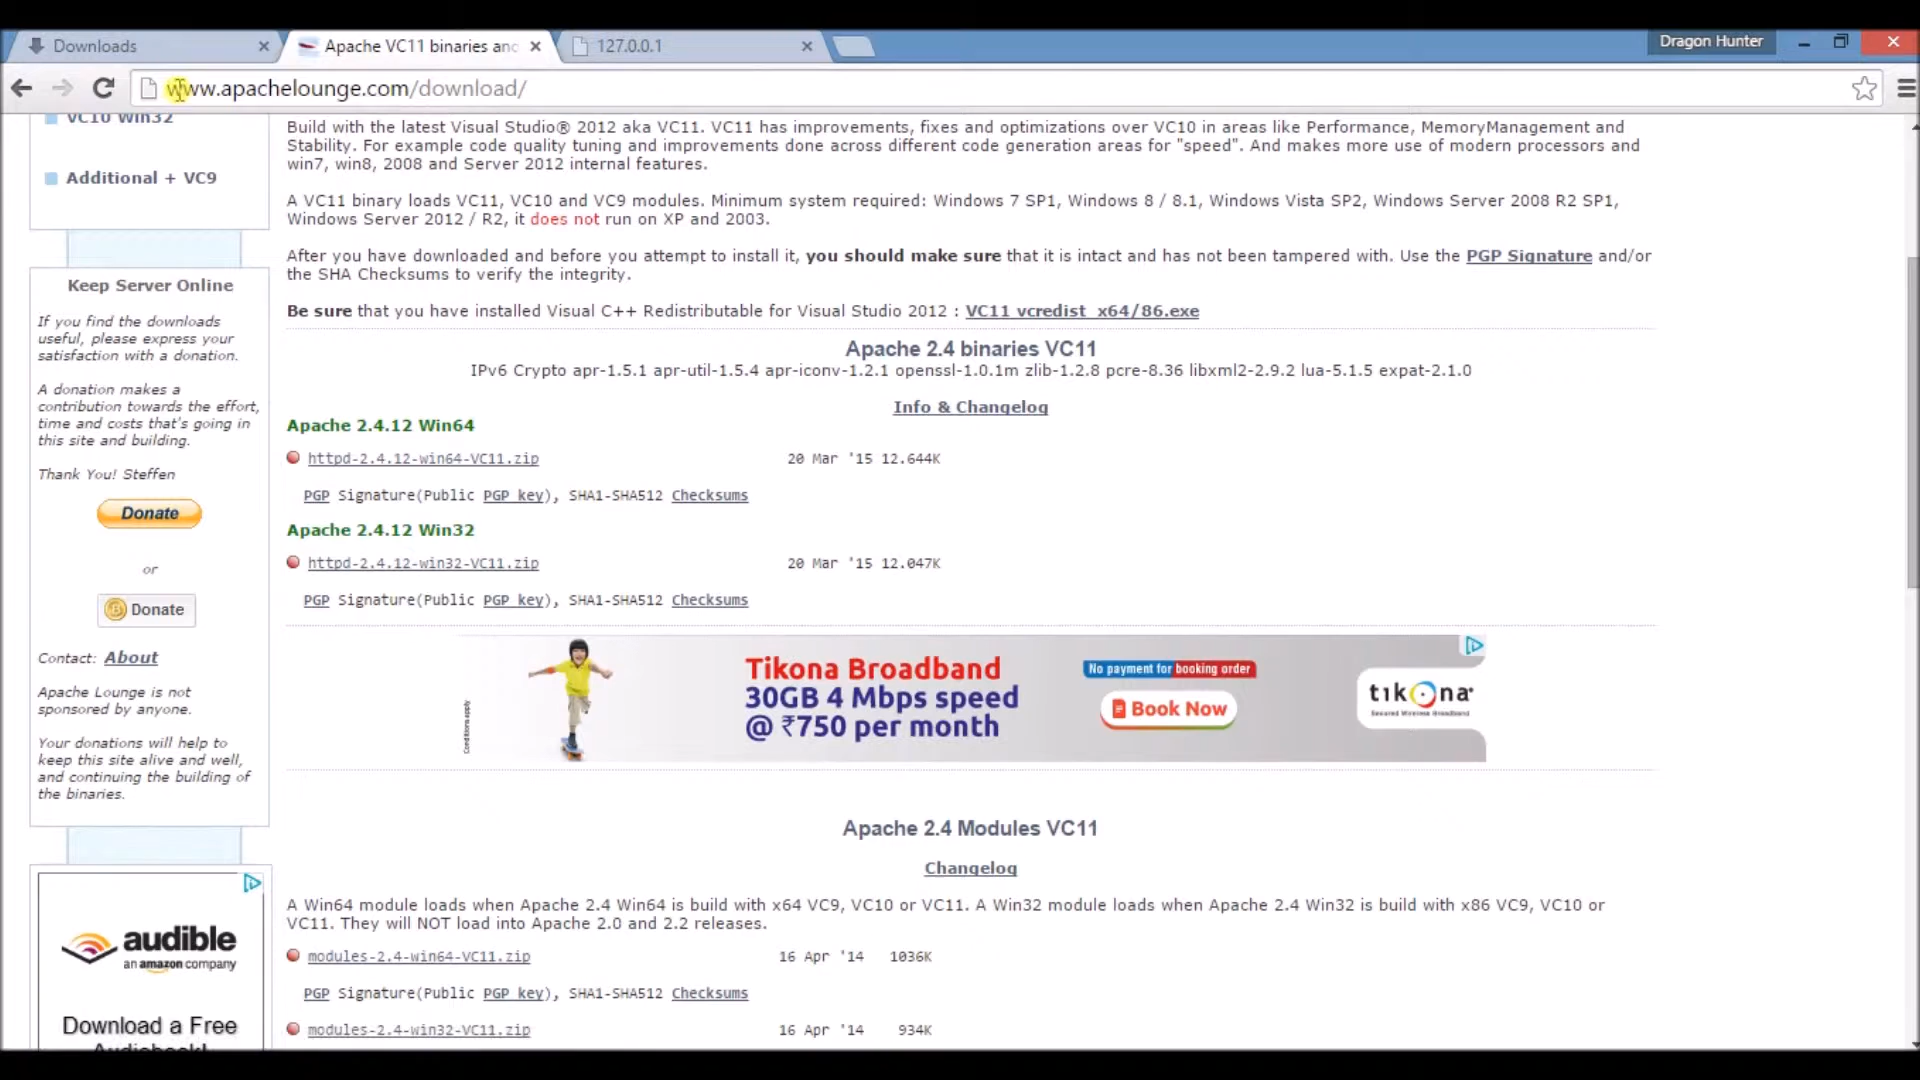 Downloads
Apache VC11 binaries and
127.0.0.1
Dragon Hunter
www.apachelounge.com/download/
VC10 Win32
Additional + VC9
Keep Server Online
If you find the downloads
useful, please express your
satisfaction with a donation.
A donation makes a
contribution towards the effort,
time and costs that's going in
this site and building.
Thank You! Steffen
Donate
or
Donate
Contact: About
Apache Lounge is not
sponsored by anyone.
Your donations will help to
keep this site alive and well,
and continuing the building of
the binaries.
audible
an amazon company
Download a Free
Audiobook!
Build with the latest Visual Studio® 2012 aka VC11. VC11 has improvements, fixes and optimizations over VC10 in areas like Performance, MemoryManagement and
Stability. For example code quality tuning and improvements done across different code generation areas for "speed". And makes more use of modern processors and
win7, win8, 2008 and Server 2012 internal features.
A VC11 binary loads VC11, VC10 and VC9 modules. Minimum system required: Windows 7 SP1, Windows 8 / 8.1, Windows Vista SP2, Windows Server 2008 R2 SP1,
Windows Server 2012 / R2, it does not run on XP and 2003.
After you have downloaded and before you attempt to install it, you should make sure that it is intact and has not been tampered with. Use the PGP Signature and/or
the SHA Checksums to verify the integrity.
Be sure that you have installed Visual C++ Redistributable for Visual Studio 2012 : VC11 vcredist_x64/86.exe
Apache 2.4 binaries VC11
IPv6 Crypto apr-1.5.1 apr-util-1.5.4 apr-iconv-1.2.1 openssl-1.0.1m zlib-1.2.8 pcre-8.36 libxml2-2.9.2 lua-5.1.5 expat-2.1.0
Info & Changelog
Apache 2.4.12 Win64
httpd-2.4.12-win64-VC11.zip 20 Mar '15 12.644K
PGP Signature(Public PGP key), SHA1-SHA512 Checksums
Apache 2.4.12 Win32
httpd-2.4.12-win32-VC11.zip 20 Mar '15 12.047K
PGP Signature(Public PGP key), SHA1-SHA512 Checksums
Conditions apply
Tikona Broadband
30GB 4 Mbps speed
@ ₹750 per month
No payment for booking order
Book Now
tikona
Secured Wireless Broadband
Apache 2.4 Modules VC11
Changelog
A Win64 module loads when Apache 2.4 Win64 is build with x64 VC9, VC10 or VC11. A Win32 module loads when Apache 2.4 Win32 is build with x86 VC9, VC10 or
VC11. They will NOT load into Apache 2.0 and 2.2 releases.
modules-2.4-win64-VC11.zip 16 Apr '14 1036K
PGP Signature(Public PGP key), SHA1-SHA512 Checksums
modules-2.4-win32-VC11.zip 16 Apr '14 934K